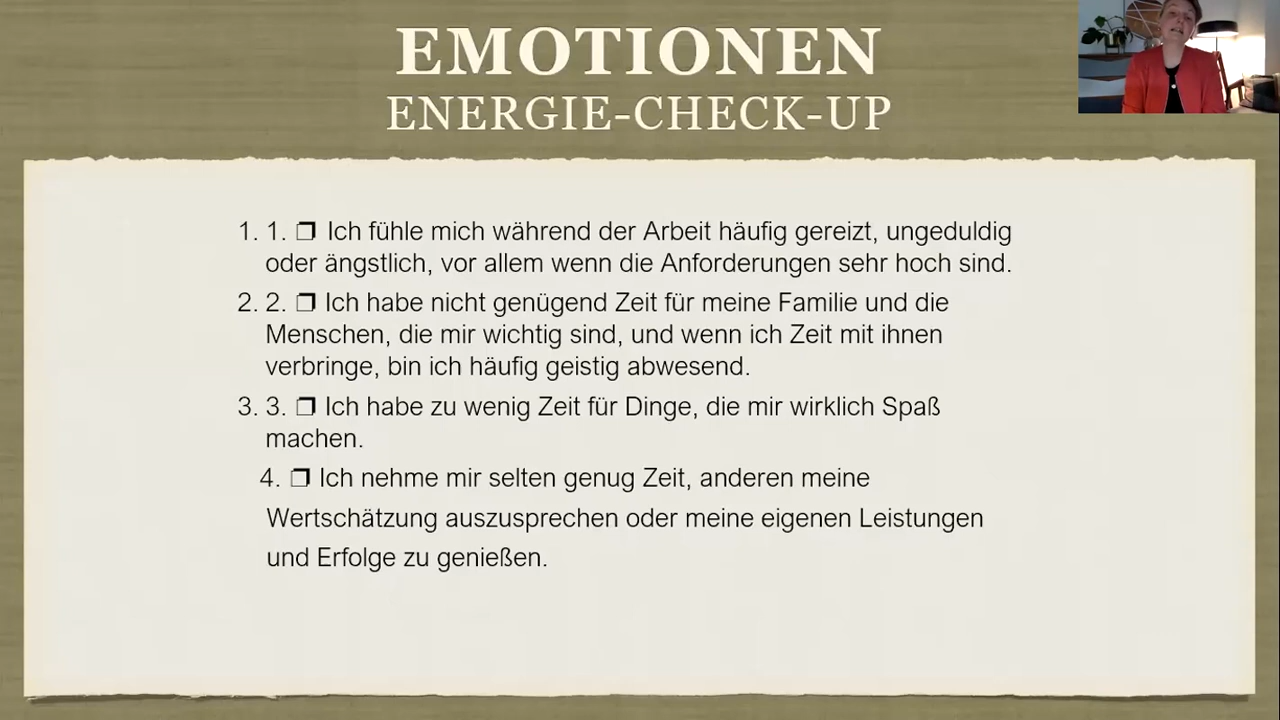 EMOTIONEN
ENERGIE-CHECK-UP
1. 1. ❒ Ich fühle mich während der Arbeit häufig gereizt, ungeduldig
oder ängstlich, vor allem wenn die Anforderungen sehr hoch sind.
2. 2. ❒ Ich habe nicht genügend Zeit für meine Familie und die
Menschen, die mir wichtig sind, und wenn ich Zeit mit ihnen
verbringe, bin ich häufig geistig abwesend.
3. 3. ❒ Ich habe zu wenig Zeit für Dinge, die mir wirklich Spaß
machen.
4. ❒ Ich nehme mir selten genug Zeit, anderen meine
Wertschätzung auszusprechen oder meine eigenen Leistungen
und Erfolge zu genießen.